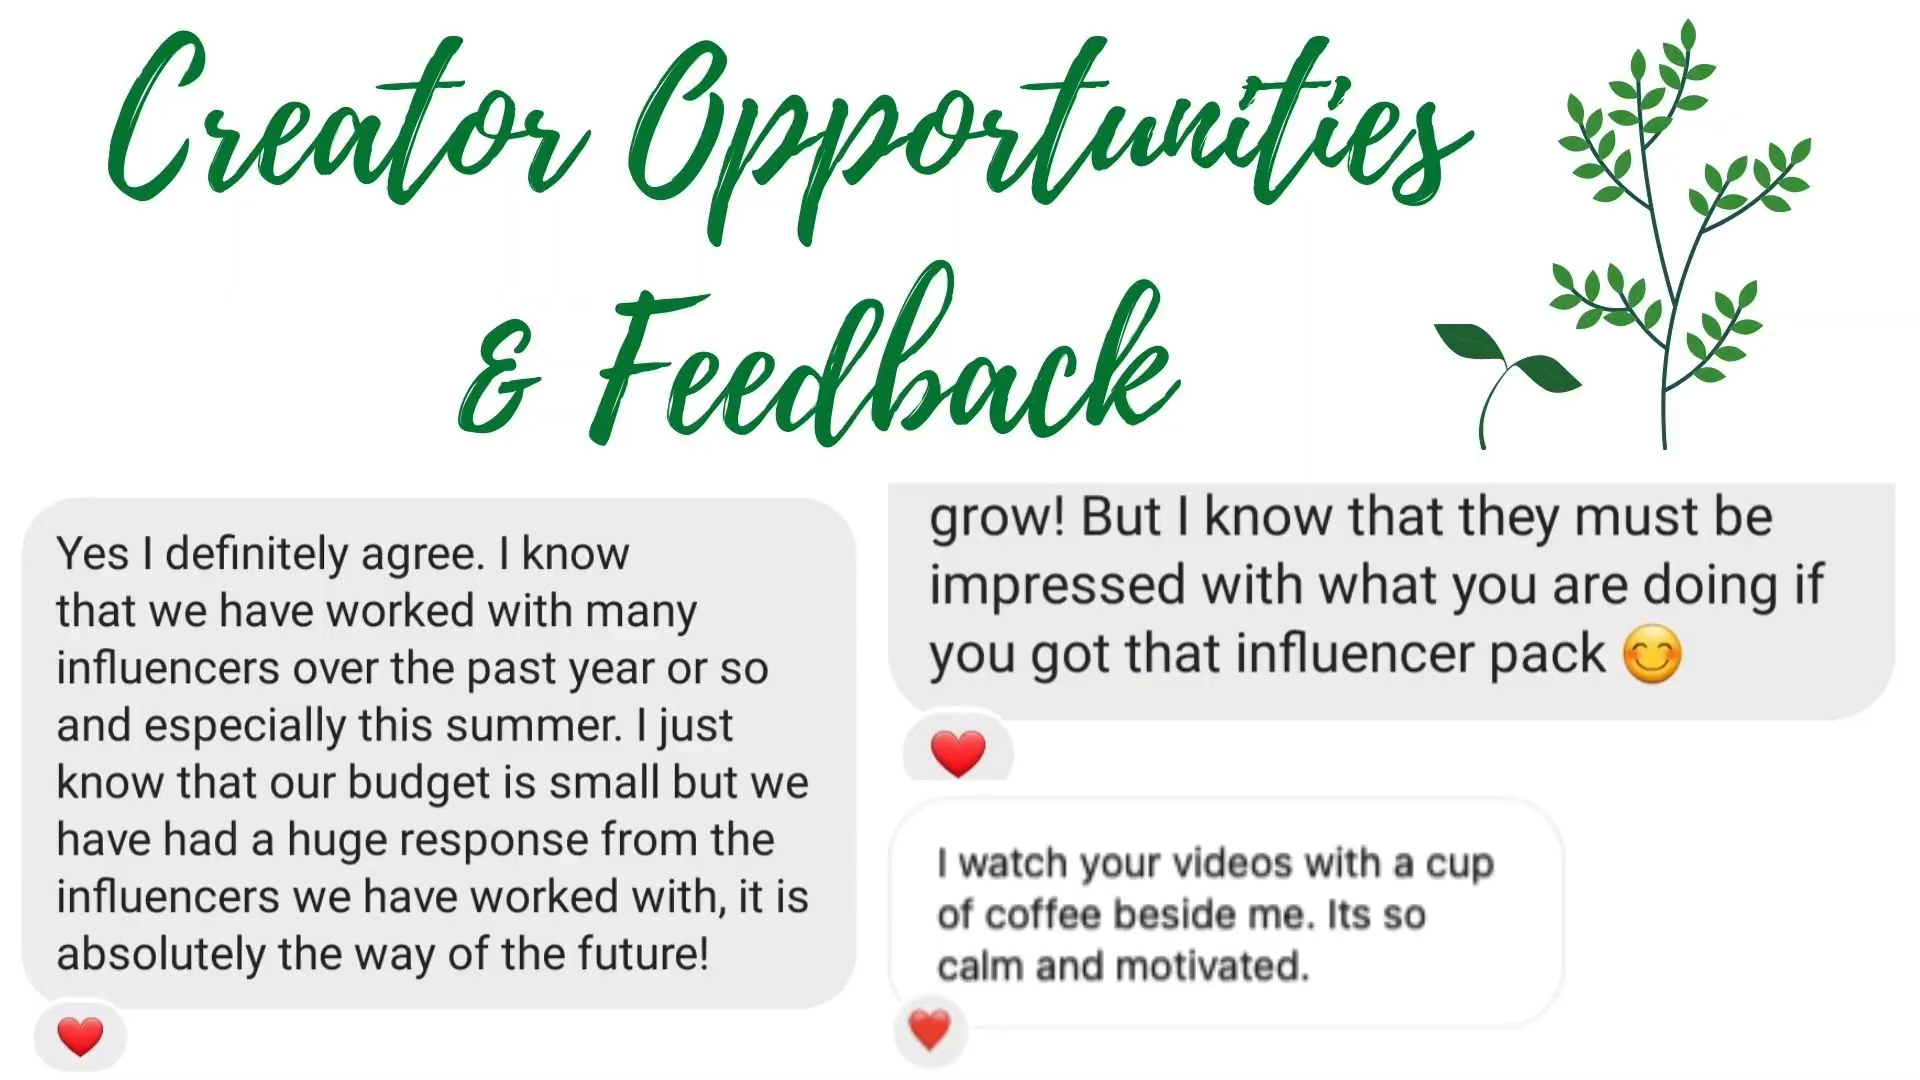 Creator Opportunities
& Feedback
Yes I definitely agree. I know
that we have worked with many
influencers over the past year or so
and especially this summer. I just
know that our budget is small but we
have had a huge response from the
influencers we have worked with, it is
absolutely the way of the future!
grow! But I know that they must be
impressed with what you are doing if
you got that influencer pack 😊
I watch your videos with a cup
of coffee beside me. Its so
calm and motivated.